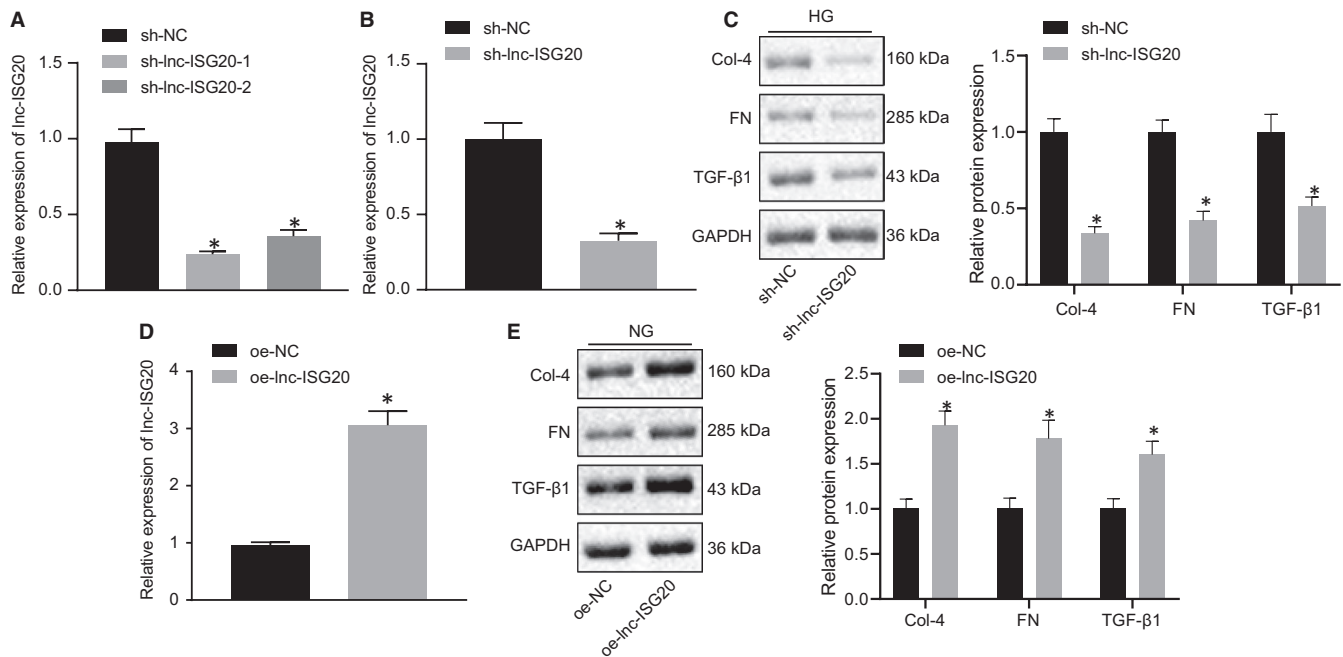 A
sh-NC
sh-lnc-ISG20-1
sh-lnc-ISG20-2
Relative expression of lnc-ISG20
1.5
1.0
0.5
0.0
*
*
B
sh-NC
sh-lnc-ISG20
Relative expression of lnc-ISG20
1.5
1.0
0.5
0.0
*
C
HG
Col-4
160 kDa
FN
285 kDa
TGF-β1
43 kDa
GAPDH
36 kDa
sh-NC
sh-lnc-ISG20
sh-NC
sh-lnc-ISG20
Relative protein expression
1.5
1.0
0.5
0.0
*
*
*
Col-4
FN
TGF-β1
D
oe-NC
oe-lnc-ISG20
Relative expression of lnc-ISG20
4
3
2
1
0
*
E
NG
Col-4
160 kDa
FN
285 kDa
TGF-β1
43 kDa
GAPDH
36 kDa
oe-NC
oe-lnc-ISG20
oe-NC
oe-lnc-ISG20
Relative protein expression
2.5
2.0
1.5
1.0
0.5
0.0
*
*
*
Col-4
FN
TGF-β1